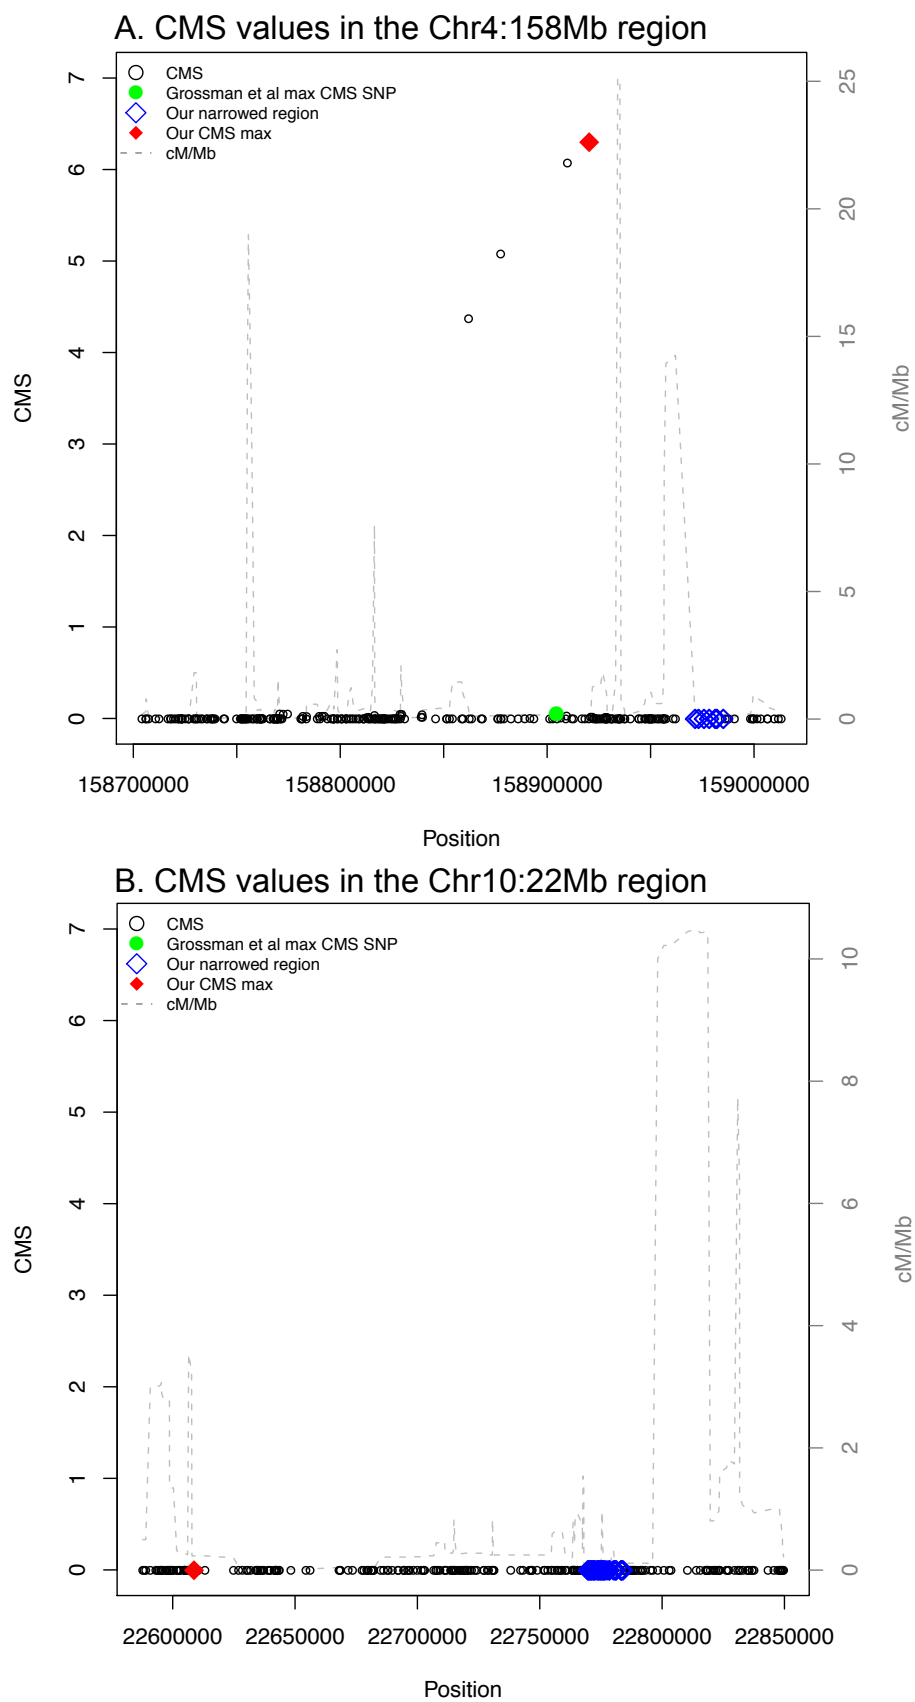 A. CMS values in the Chr4:158Mb region
CMS
Grossman et al max CMS SNP
Our narrowed region
Our CMS max
cM/Mb
7
6
5
4
3
2
1
0
CMS
25
20
15
10
5
0
cM/Mb
158700000 158800000 158900000 159000000
Position
B. CMS values in the Chr10:22Mb region
CMS
Grossman et al max CMS SNP
Our narrowed region
Our CMS max
cM/Mb
7
6
5
4
3
2
1
0
CMS
10
8
6
4
2
0
cM/Mb
22600000 22650000 22700000 22750000 22800000 22850000
Position